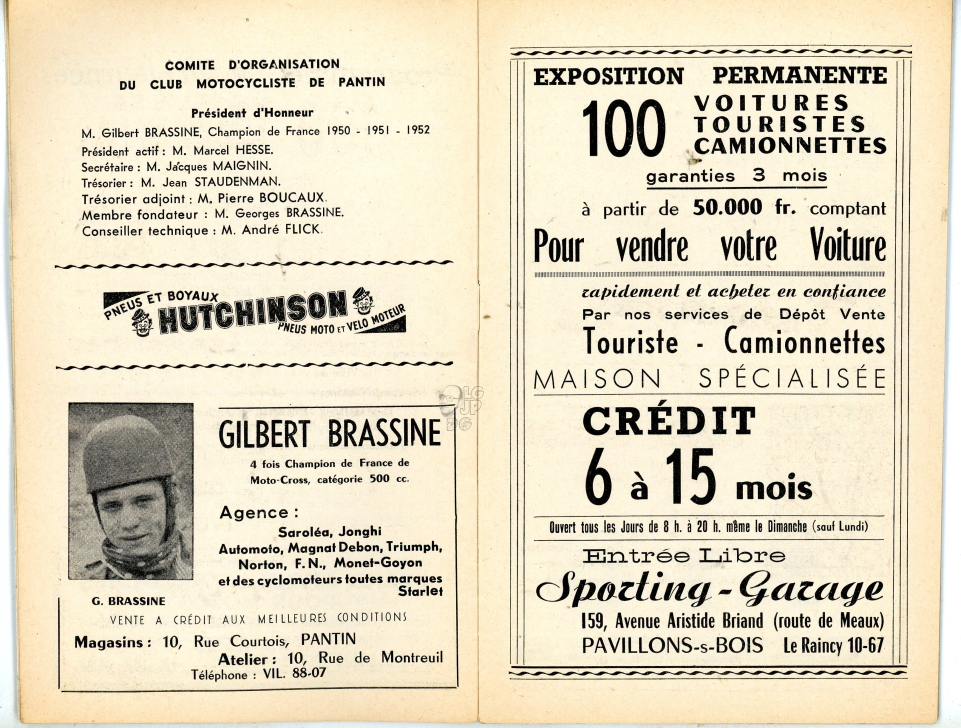 COMITE D'ORGANISATION
DU CLUB MOTOCYCLISTE DE PANTIN
Président d'Honneur
M. Gilbert BRASSINE, Champion de France 1950 - 1951 - 1952
Président actif : M. Marcel HESSE.
Secrétaire : M. Jacques MAIGNIN.
Trésorier : M. Jean STAUDENMAN.
Trésorier adjoint : M. Pierre BOUCAUX.
Membre fondateur : M. Georges BRASSINE.
Conseiller technique : M. André FLICK.
PNEUS ET BOYAUX
HUTCHINSON
PNEUS MOTO ET VELO MOTEUR
GILBERT BRASSINE
4 fois Champion de France de
Moto-Cross, catégorie 500 cc.
Agence :
Saroléa, Jonghi
Automoto, Magnat Debon, Triumph,
Norton, F.N., Monet-Goyon
et des cyclomoteurs toutes marques
Starlet
G. BRASSINE
VENTE A CRÉDIT AUX MEILLEURES CONDITIONS
Magasins : 10, Rue Courtois, PANTIN
Atelier : 10, Rue de Montreuil
Téléphone : VIL. 88-07
EXPOSITION PERMANENTE
100 VOITURES
TOURISTES
CAMIONNETTES
garanties 3 mois
à partir de 50.000 fr. comptant
Pour vendre votre Voiture
rapidement et acheter en confiance
Par nos services de Dépôt Vente
Touriste - Camionnettes
MAISON SPÉCIALISÉE
CRÉDIT
6 à 15 mois
Ouvert tous les Jours de 8 h. à 20 h. même le Dimanche (sauf Lundi)
Entrée Libre
Sporting - Garage
159, Avenue Aristide Briand (route de Meaux)
PAVILLONS-s-BOIS Le Raincy 10-67